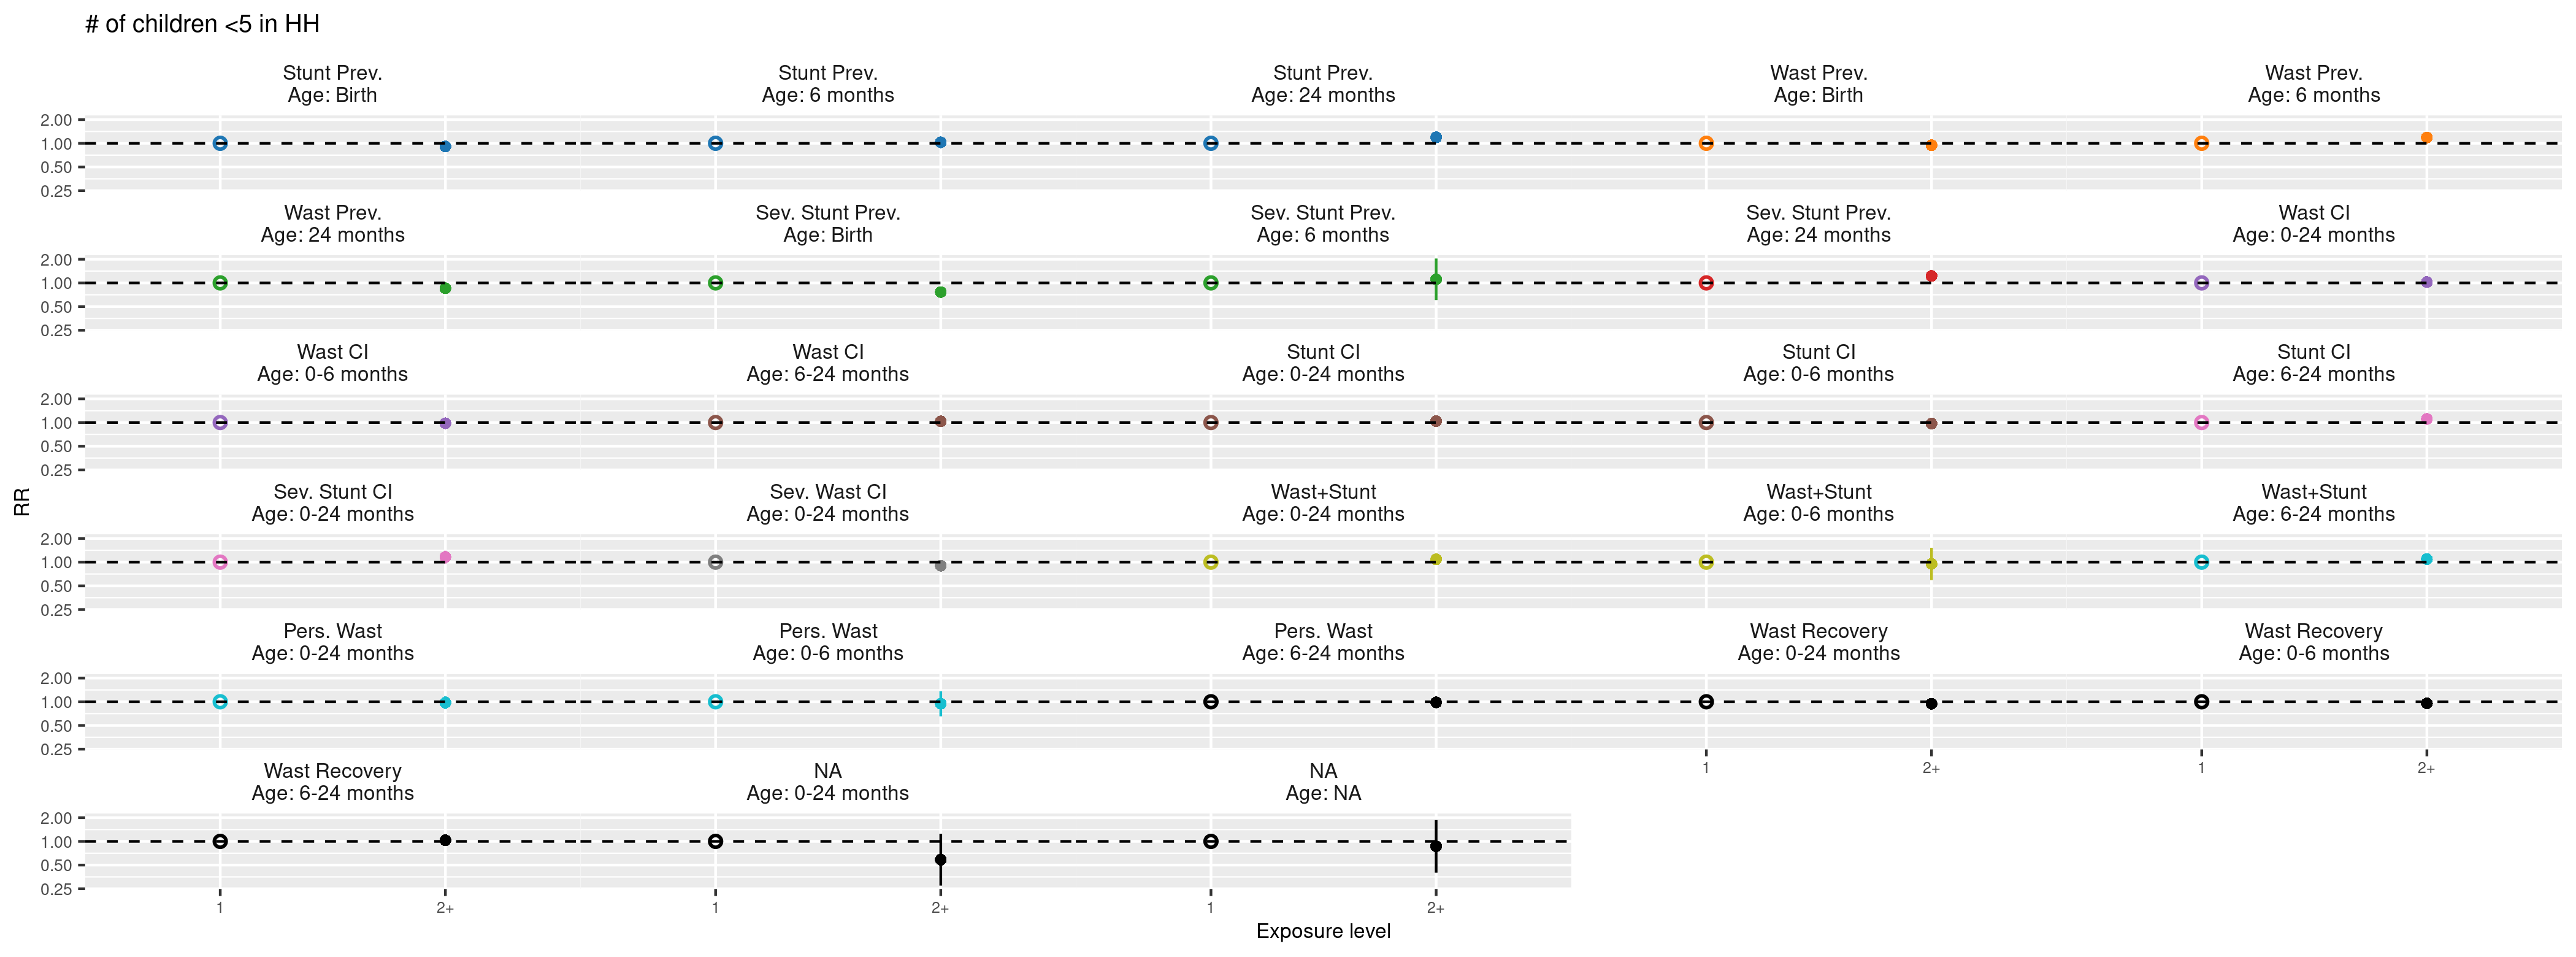 # of children <5 in HH
Stunt Prev.
Age: Birth
Stunt Prev.
Age: 6 months
Stunt Prev.
Age: 24 months
Wast Prev.
Age: Birth
Wast Prev.
Age: 6 months
2.00
1.00
0.50
0.25
Wast Prev.
Age: 24 months
Sev. Stunt Prev.
Age: Birth
Sev. Stunt Prev.
Age: 6 months
Sev. Stunt Prev.
Age: 24 months
Wast CI
Age: 0-24 months
2.00
1.00
0.50
0.25
Wast CI
Age: 0-6 months
Wast CI
Age: 6-24 months
Stunt CI
Age: 0-24 months
Stunt CI
Age: 0-6 months
Stunt CI
Age: 6-24 months
2.00
1.00
0.50
0.25
RR
Sev. Stunt CI
Age: 0-24 months
Sev. Wast CI
Age: 0-24 months
Wast+Stunt
Age: 0-24 months
Wast+Stunt
Age: 0-6 months
Wast+Stunt
Age: 6-24 months
2.00
1.00
0.50
0.25
Pers. Wast
Age: 0-24 months
Pers. Wast
Age: 0-6 months
Pers. Wast
Age: 6-24 months
Wast Recovery
Age: 0-24 months
Wast Recovery
Age: 0-6 months
2.00
1.00
0.50
0.25
1 2+ 1 2+
Wast Recovery
Age: 6-24 months
NA
Age: 0-24 months
NA
Age: NA
2.00
1.00
0.50
0.25
1 2+ 1 2+ 1 2+
Exposure level